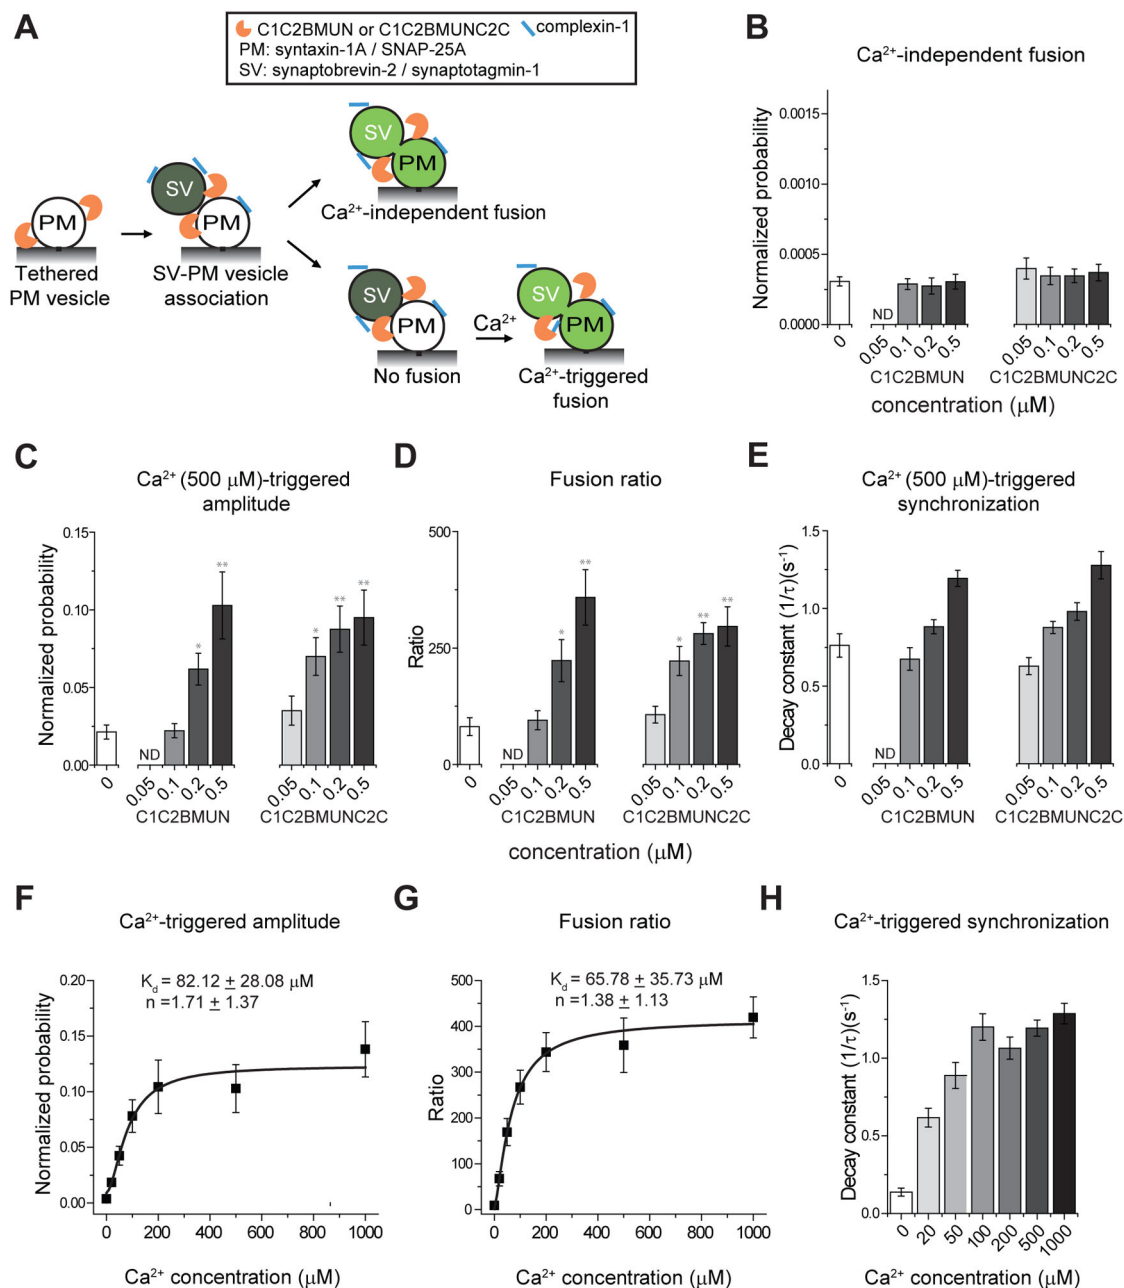 A
C1C2BMUN or C1C2BMUNC2C complexin-1
PM: syntaxin-1A / SNAP-25A
SV: synaptobrevin-2 / synaptotagmin-1
PM
Tethered
PM vesicle
SV
PM
SV-PM vesicle
association
SV
PM
Ca²⁺-independent fusion
SV
PM
No fusion
Ca²⁺
SV
PM
Ca²⁺-triggered
fusion
B
Ca²⁺-independent fusion
Normalized probability
0.0015
0.0010
0.0005
0.0000
ND
0 0.05 0.1 0.2 0.5 0.05 0.1 0.2 0.5
C1C2BMUN C1C2BMUNC2C
concentration (μM)
C
Ca²⁺ (500 μM)-triggered
amplitude
Normalized probability
0.15
0.10
0.05
0.00
ND
* ** * ** **
0 0.05 0.1 0.2 0.5 0.05 0.1 0.2 0.5
C1C2BMUN C1C2BMUNC2C
D
Fusion ratio
Ratio
500
250
0
ND
* ** * ** **
0 0.05 0.1 0.2 0.5 0.05 0.1 0.2 0.5
C1C2BMUN C1C2BMUNC2C
concentration (μM)
E
Ca²⁺ (500 μM)-triggered
synchronization
Decay constant (1/τ)(s⁻¹)
1.5
1.0
0.5
0.0
ND
0 0.05 0.1 0.2 0.5 0.05 0.1 0.2 0.5
C1C2BMUN C1C2BMUNC2C
F
Ca²⁺-triggered amplitude
Normalized probability
0.20
0.15
0.10
0.05
0.00
K_d = 82.12 ± 28.08 μM
n =1.71 ± 1.37
0 200 400 600 800 1000
Ca²⁺ concentration (μM)
G
Fusion ratio
Ratio
500
400
300
200
100
0
K_d = 65.78 ± 35.73 μM
n =1.38 ± 1.13
0 200 400 600 800 1000
Ca²⁺ concentration (μM)
H
Ca²⁺-triggered synchronization
Decay constant (1/τ)(s⁻¹)
1.5
1.0
0.5
0.0
0 20 50 100 200 500 1000
Ca²⁺ concentration (μM)